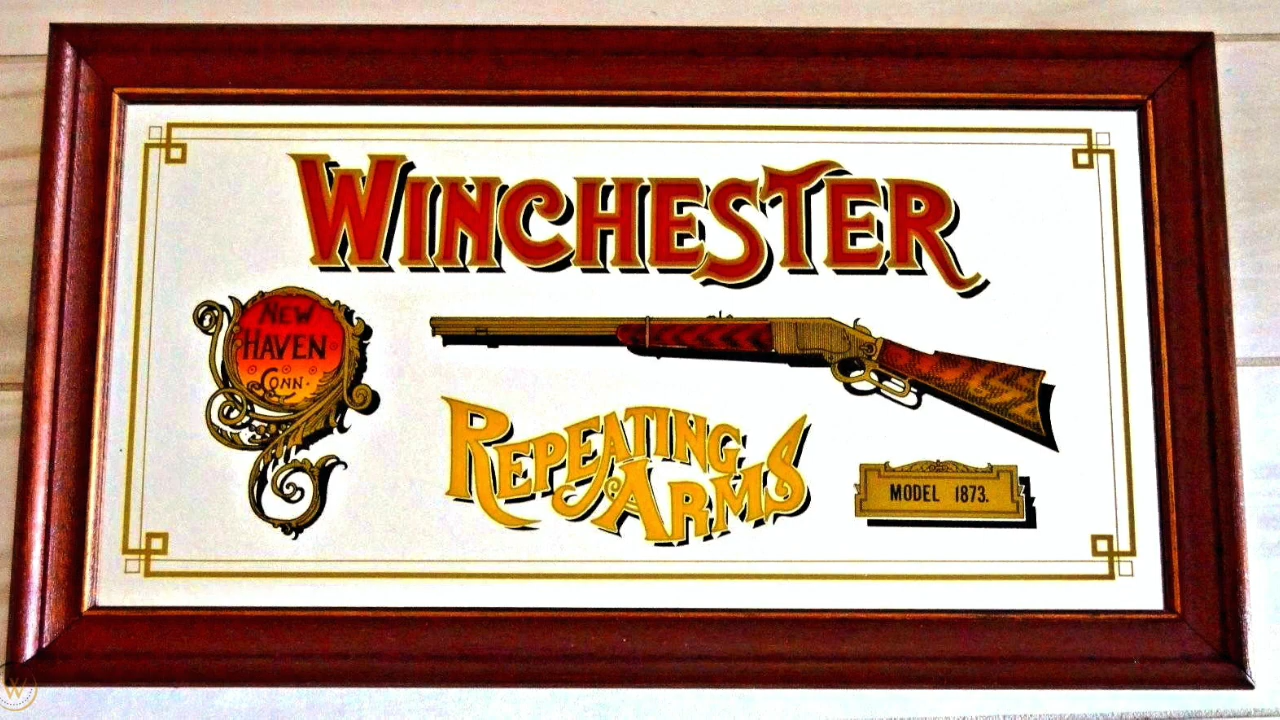 WINCHESTER
NEW
HAVEN
CONN.
REPEATING
ARMS
MODEL 1873.
W